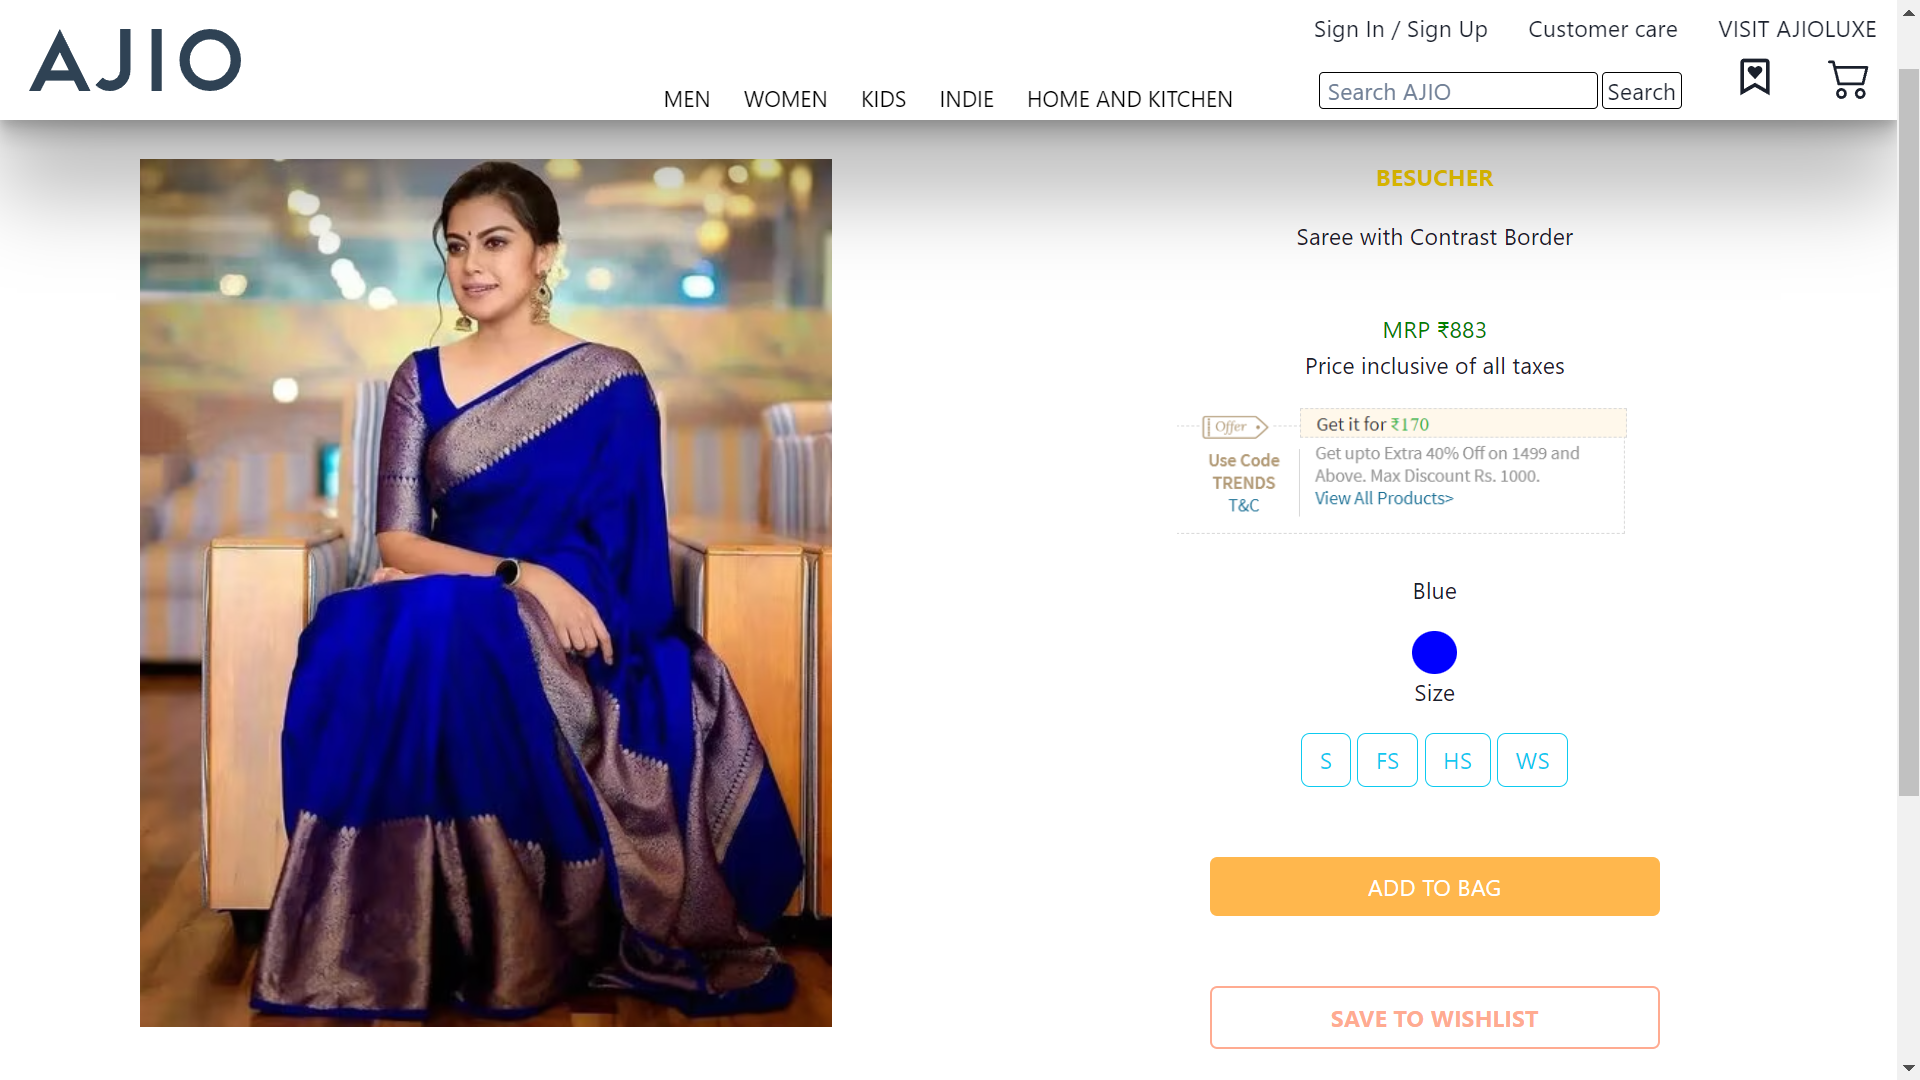 AJIO
Sign In / Sign Up
Customer care
VISIT AJIOLUXE
MEN
WOMEN
KIDS
INDIE
HOME AND KITCHEN
Search AJIO
Search
BESUCHER
Saree with Contrast Border
MRP ₹883
Price inclusive of all taxes
Offer
Use Code
TRENDS
T&C
Get it for ₹170
Get upto Extra 40% Off on 1499 and
Above. Max Discount Rs. 1000.
View All Products>
Blue
Size
S
FS
HS
WS
ADD TO BAG
SAVE TO WISHLIST